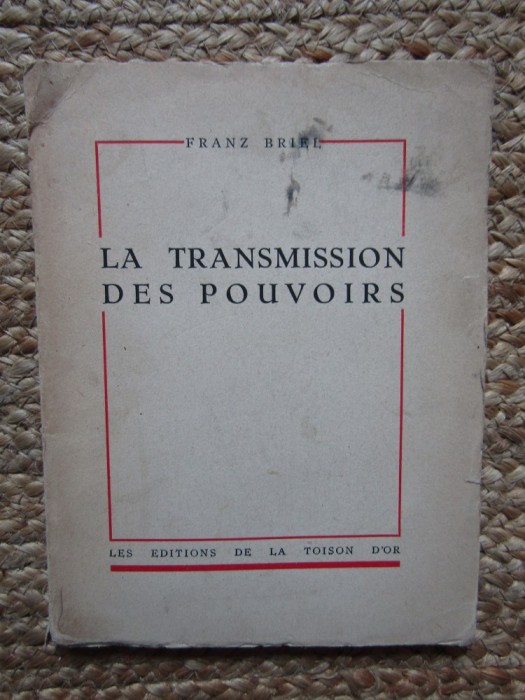 FRANZ BRIEL
LA TRANSMISSION
DES POUVOIRS
LES EDITIONS DE LA TOISON D'OR